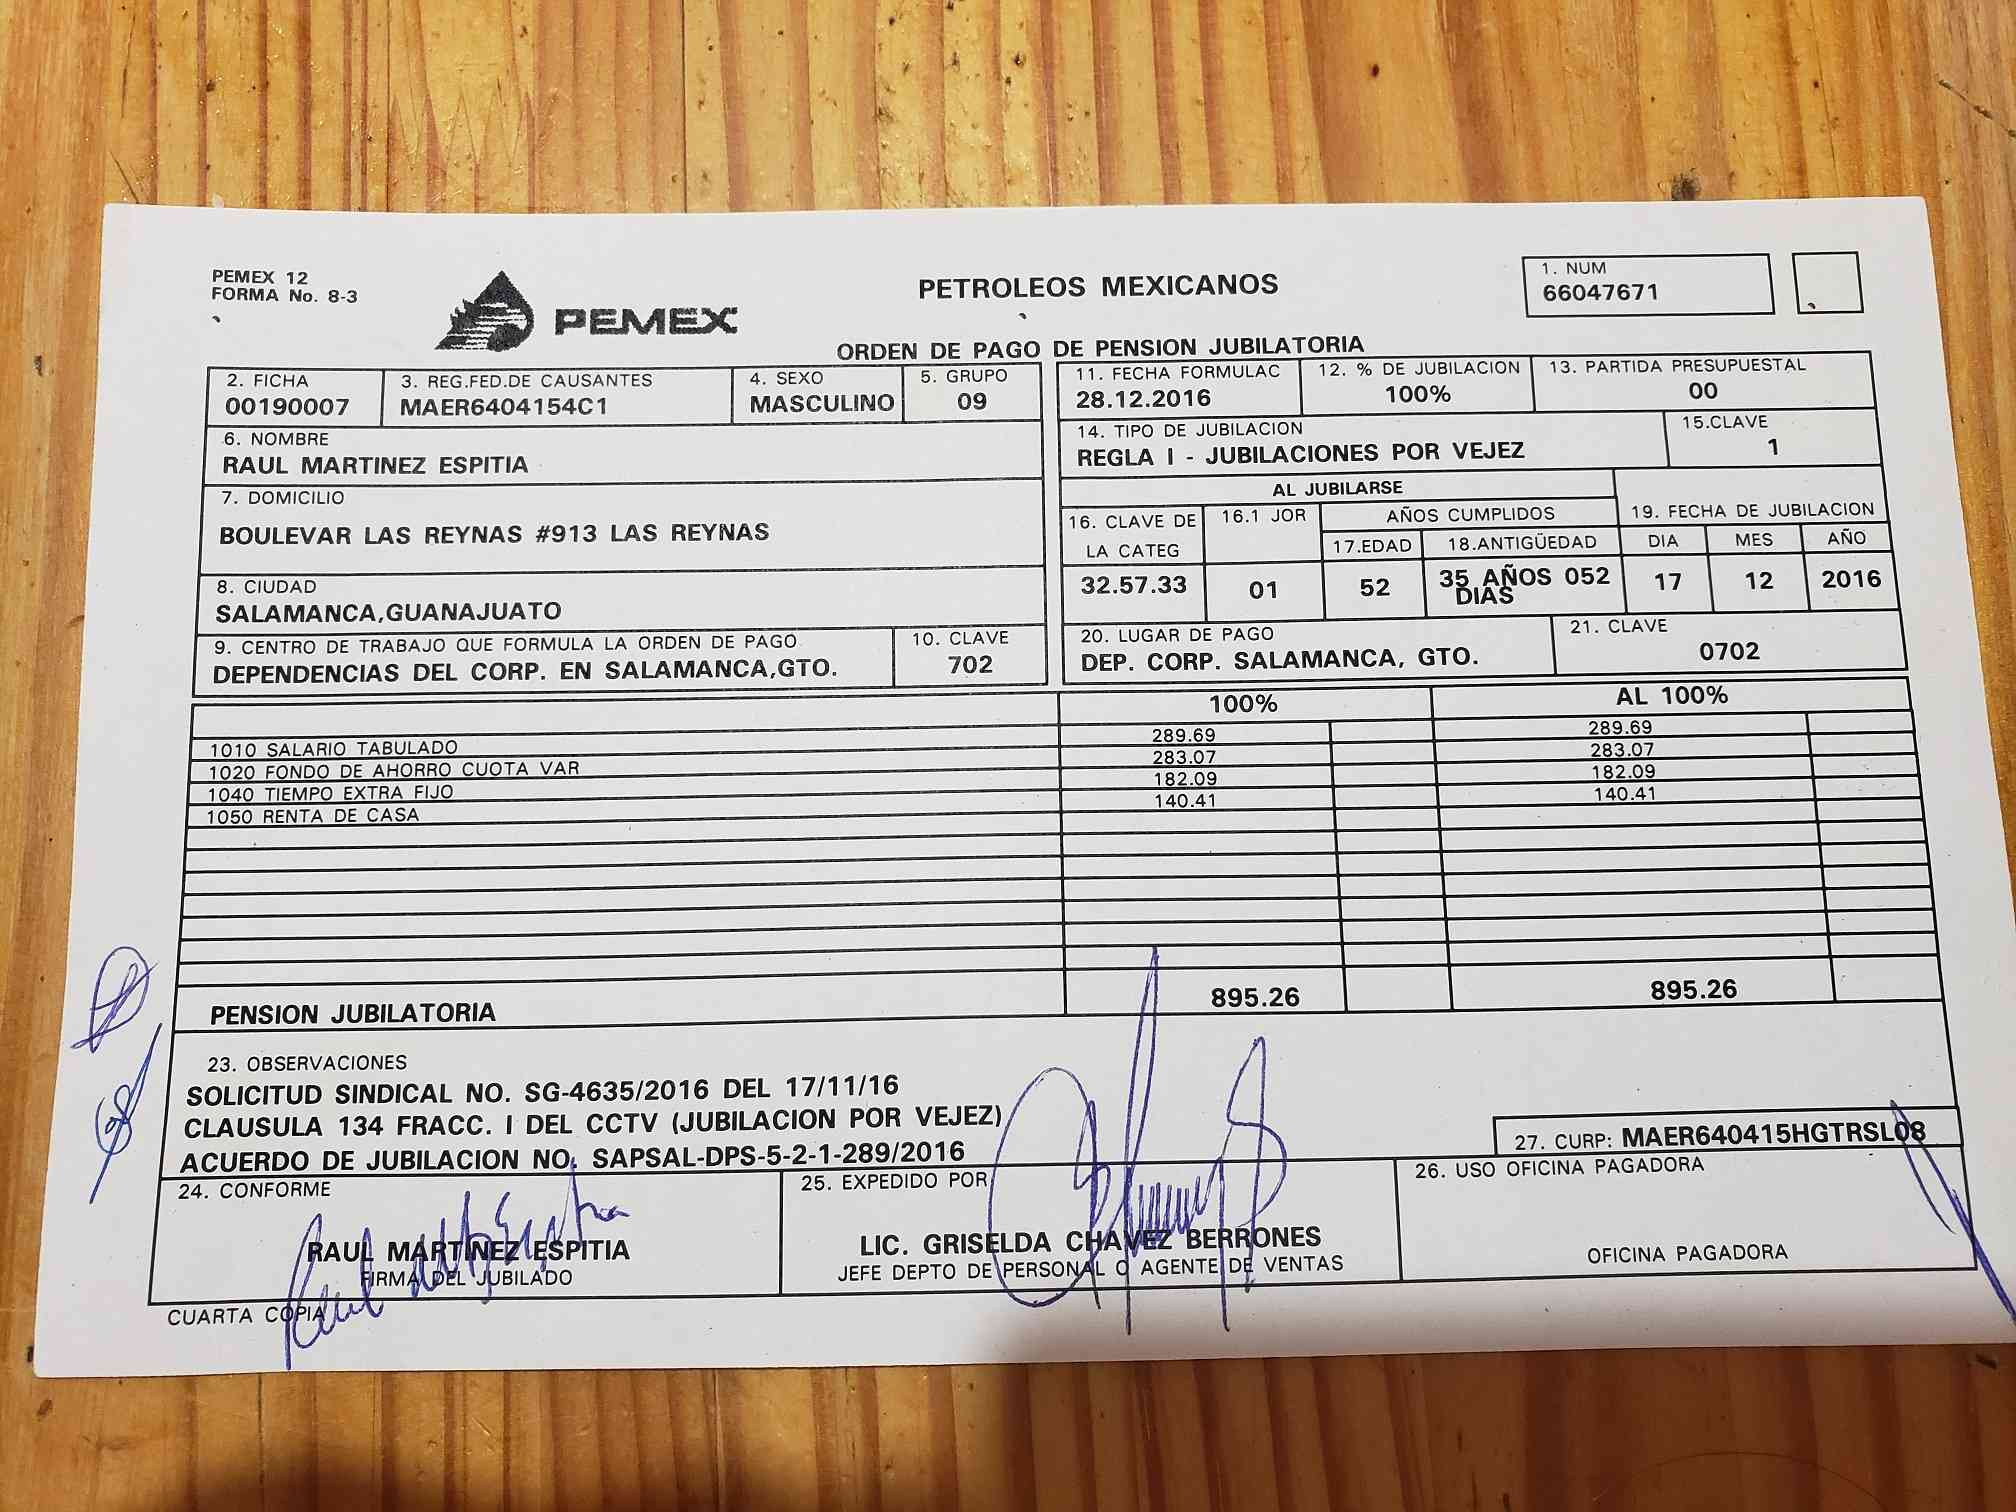 PEMEX 12
FORMA No. 8-3
PEMEX
PETROLEOS MEXICANOS
1. NUM
66047671
ORDEN DE PAGO DE PENSION JUBILATORIA
2. FICHA
00190007
3. REG.FED.DE CAUSANTES
MAER6404154C1
4. SEXO
MASCULINO
5. GRUPO
09
6. NOMBRE
RAUL MARTINEZ ESPITIA
7. DOMICILIO
BOULEVAR LAS REYNAS #913 LAS REYNAS
8. CIUDAD
SALAMANCA,GUANAJUATO
9. CENTRO DE TRABAJO QUE FORMULA LA ORDEN DE PAGO
DEPENDENCIAS DEL CORP. EN SALAMANCA,GTO.
10. CLAVE
702
11. FECHA FORMULAC
28.12.2016
12. % DE JUBILACION
100%
13. PARTIDA PRESUPUESTAL
00
14. TIPO DE JUBILACION
REGLA I - JUBILACIONES POR VEJEZ
15.CLAVE
1
AL JUBILARSE
16. CLAVE DE
LA CATEG
32.57.33
16.1 JOR
01
AÑOS CUMPLIDOS
17.EDAD
52
18.ANTIGÜEDAD
35 AÑOS 052
DIAS
19. FECHA DE JUBILACION
DIA MES AÑO
17 12 2016
20. LUGAR DE PAGO
DEP. CORP. SALAMANCA, GTO.
21. CLAVE
0702
100% AL 100%
1010 SALARIO TABULADO 289.69 289.69
1020 FONDO DE AHORRO CUOTA VAR 283.07 283.07
1040 TIEMPO EXTRA FIJO 182.09 182.09
1050 RENTA DE CASA 140.41 140.41
PENSION JUBILATORIA 895.26 895.26
23. OBSERVACIONES
SOLICITUD SINDICAL NO. SG-4635/2016 DEL 17/11/16
CLAUSULA 134 FRACC. I DEL CCTV (JUBILACION POR VEJEZ)
ACUERDO DE JUBILACION NO. SAPSAL-DPS-5-2-1-289/2016
27. CURP: MAER640415HGTRSL08
24. CONFORME
RAUL MARTINEZ ESPITIA
FIRMA DEL JUBILADO
25. EXPEDIDO POR
LIC. GRISELDA CHAVEZ BERRONES
JEFE DEPTO DE PERSONAL O AGENTE DE VENTAS
26. USO OFICINA PAGADORA
OFICINA PAGADORA
CUARTA COPIA